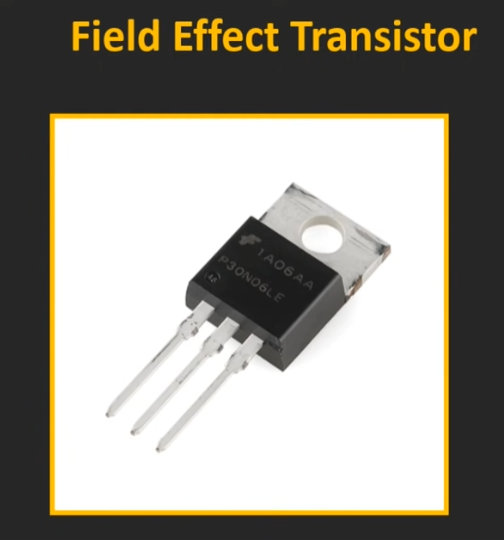 Field Effect Transistor
1A06AA
P30N06LE